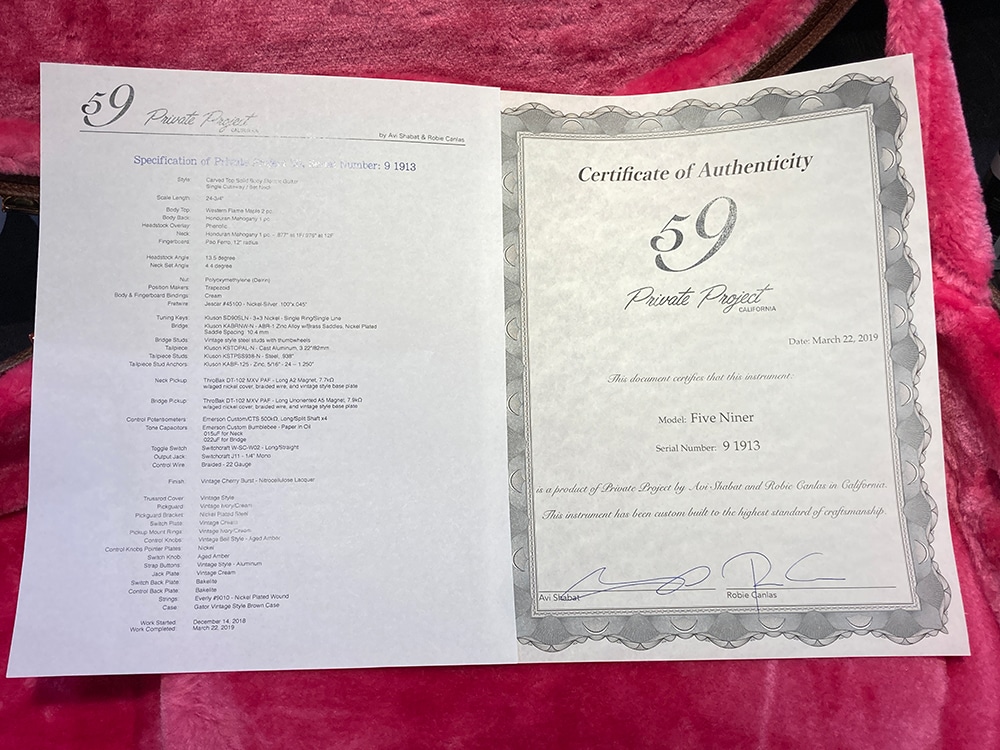 59 Private Project
CALIFORNIA
by Avi Shabat & Robie Canlas
Specification of Private Serial Number: 9 1913
Style: Carved Top Solid Body Electric Guitar
Single Cutaway / Set Neck
Scale Length: 24-3/4"
Body Top: Western Flame Maple 2 pc.
Body Back: Honduran Mahogany 1 pc.
Headstock Overlay Phenolic
Neck Honduran Mahogany 1 pc. - .877" at 1F/.978" at 12F
Fingerboard: Pao Ferro, 12" radius
Headstock Angle 13.5 degree
Neck Set Angle 4.4 degree
Nut Polyoxymethylene (Delrin)
Position Makers: Trapezoid
Body & Fingerboard Bindings: Cream
Fretwire: Jescar #45100 - Nickel-Silver .100"x.045"
Tuning Keys: Kluson SD90SLN - 3+3 Nickel - Single Ring/Single Line
Bridge: Kluson KABRNW-N - ABR-1 Zinc Alloy w/Brass Saddles, Nickel Plated
Saddle Spacing: 10.4 mm
Bridge Studs: Vintage style steel studs with thumbwheels
Tailpiece: Kluson KSTOPAL-N - Cast Aluminum, 3.22"/82mm
Tailpiece Studs: Kluson KSTPSS938-N - Steel, .938"
Tailpiece Stud Anchors: Kluson KABF-125 - Zinc, 5/16" - 24 - 1.250"
Neck Pickup: ThroBak DT-102 MXV PAF - Long A2 Magnet, 7.7kΩ
w/aged nickel cover, braided wire, and vintage style base plate
Bridge Pickup: ThroBak DT-102 MXV PAF - Long Unoriented A5 Magnet, 7.9kΩ
w/aged nickel cover, braided wire, and vintage style base plate
Control Potensiometers: Emerson Custom/CTS 500kΩ, Long/Split Shaft x4
Tone Capacitors: Emerson Custom Bumblebee - Paper in Oil
.015uF for Neck
.022uF for Bridge
Toggle Switch: Switchcraft W-SC-W02 - Long/Straight
Output Jack: Switchcraft J11 - 1/4" Mono
Control Wire: Braided - 22 Gauge
Finish: Vintage Cherry Burst - Nitrocellulose Lacquer
Trussrod Cover: Vintage Style
Pickguard: Vintage Ivory/Cream
Pickguard Bracket: Nickel Plated Steel
Switch Plate: Vintage Cream
Pickup Mount Rings: Vintage Ivory/Cream
Control Knobs: Vintage Bell Style - Aged Amber
Control Knobs Pointer Plates: Nickel
Switch Knob: Aged Amber
Strap Buttons: Vintage Style - Aluminum
Jack Plate: Vintage Cream
Switch Back Plate: Bakelite
Control Back Plate: Bakelite
Strings: Everly #9010 - Nickel Plated Wound
Case: Gator Vintage Style Brown Case
Work Started: December 14, 2018
Work Completed: March 22, 2019
Certificate of Authenticity
59
Private Project
CALIFORNIA
Date: March 22, 2019
This document certifies that this instrument:
Model: Five Niner
Serial Number: 9 1913
is a product of Private Project by Avi Shabat and Robie Canlas in California.
This instrument has been custom built to the highest standard of craftsmanship.
Avi Shabat
Robie Canlas